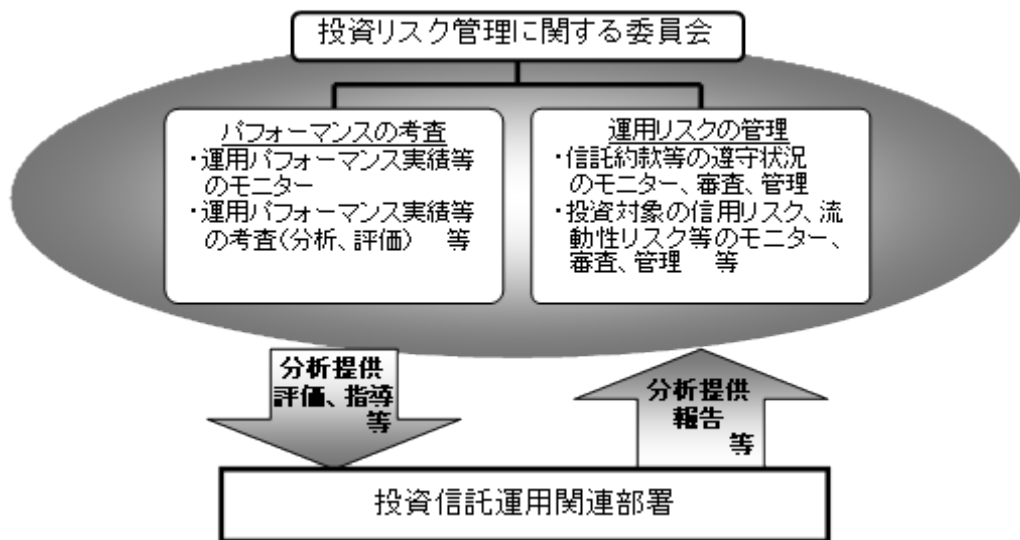 投資リスク管理に関する委員会
パフォーマンスの考査
・運用パフォーマンス実績等
のモニター
・運用パフォーマンス実績等
の考査(分析、評価) 等
運用リスクの管理
・信託約款等の遵守状況
のモニター、審査、管理
・投資対象の信用リスク、流
動性リスク等のモニター、
審査、管理 等
分析提供
評価、指導
等
分析提供
報告
等
投資信託運用関連部署